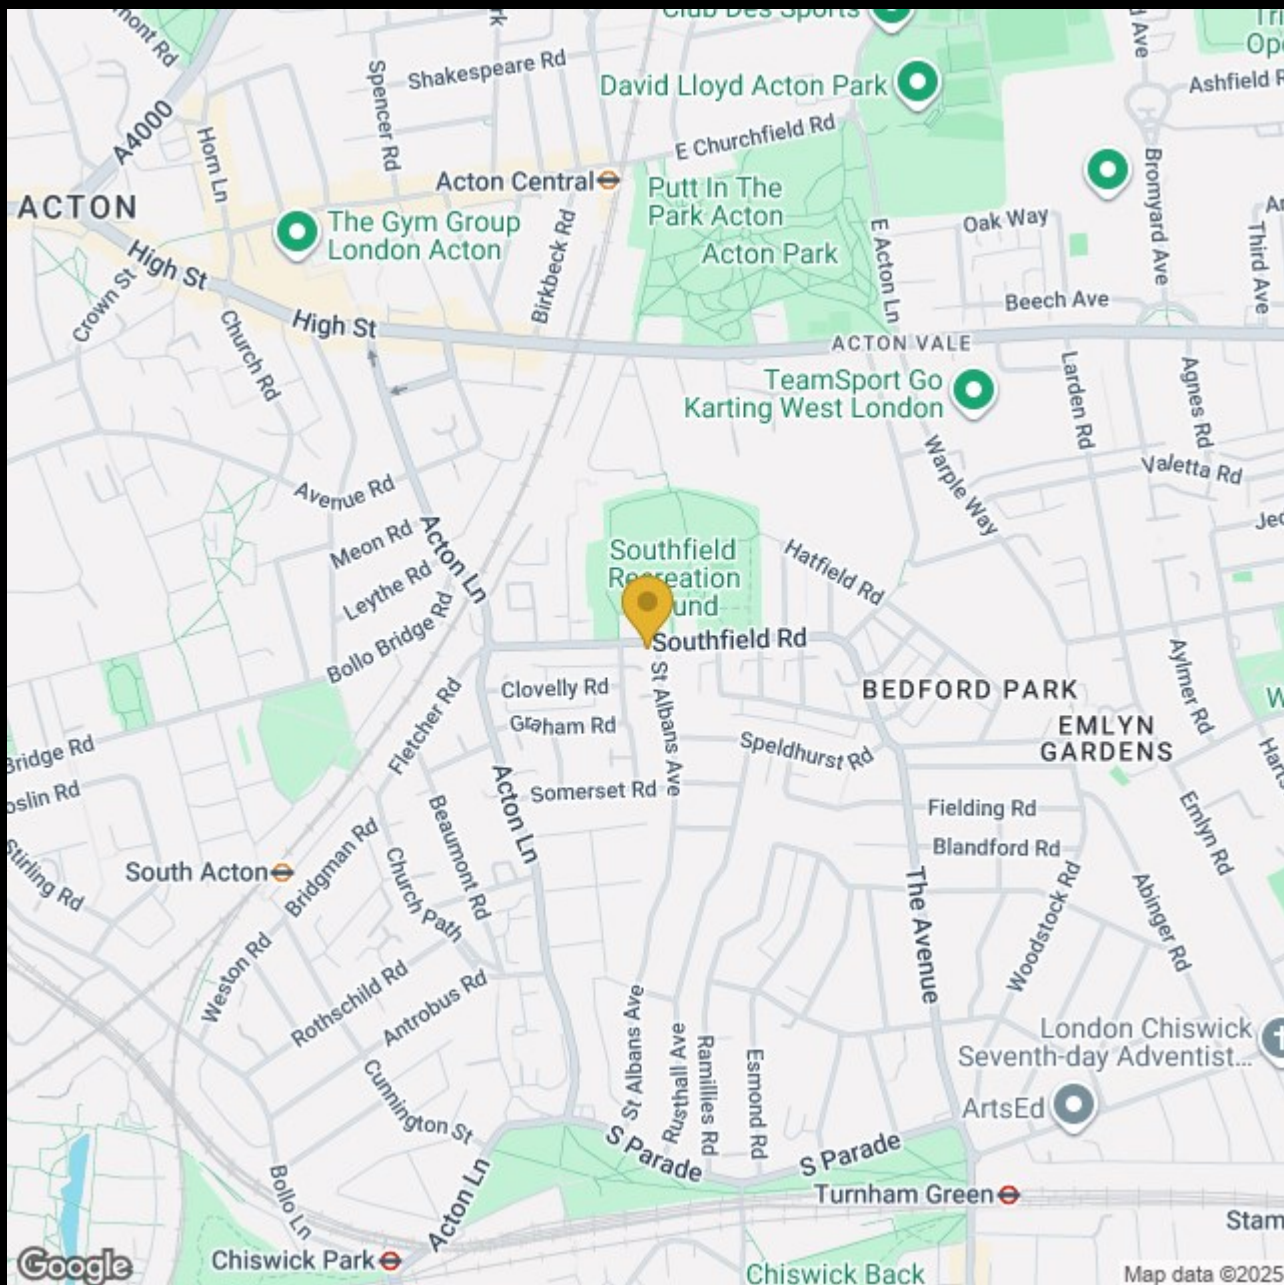 Club Des Sports
Shakespeare Rd
David Lloyd Acton Park
Ashfield R
Spencer Rd
A4000
Horn Ln
E Churchfield Rd
Bromyard Ave
Acton Central
Putt In The
Park Acton
ACTON
The Gym Group
London Acton
Acton Park
Oak Way
Birkbeck Rd
E Acton Ln
Third Ave
High St
Crown St
Beech Ave
High St
Church Rd
ACTON VALE
TeamSport Go
Karting West London
Larden Rd
Agnes Rd
Warple Way
Valetta Rd
Avenue Rd
Meon Rd
Acton Ln
Southfield
Recreation
Hatfield Rd
Leythe Rd
Bollo Bridge Rd
Southfield Rd
Aylmer Rd
Clovelly Rd
St Albans Ave
BEDFORD PARK
Graham Rd
Fletcher Rd
EMLYN
GARDENS
Speldhurst Rd
Bridge Rd
oslin Rd
Somerset Rd
Acton Ln
Fielding Rd
Emlyn Rd
Beaumont Rd
Blandford Rd
Stirling Rd
South Acton
Bridgman Rd
Church Path
The Avenue
Woodstock Rd
Abinger Rd
Weston Rd
Rothschild Rd
Antrobus Rd
St Albans Ave
Rusthall Ave
Ramillies Rd
Esmond Rd
London Chiswick
Seventh-day Adventist...
Cunnington St
ArtsEd
S Parade
S Parade
Bollo Ln
Acton Ln
Turnham Green
Stam
Chiswick Park
Chiswick Back
Google
Map data ©2025